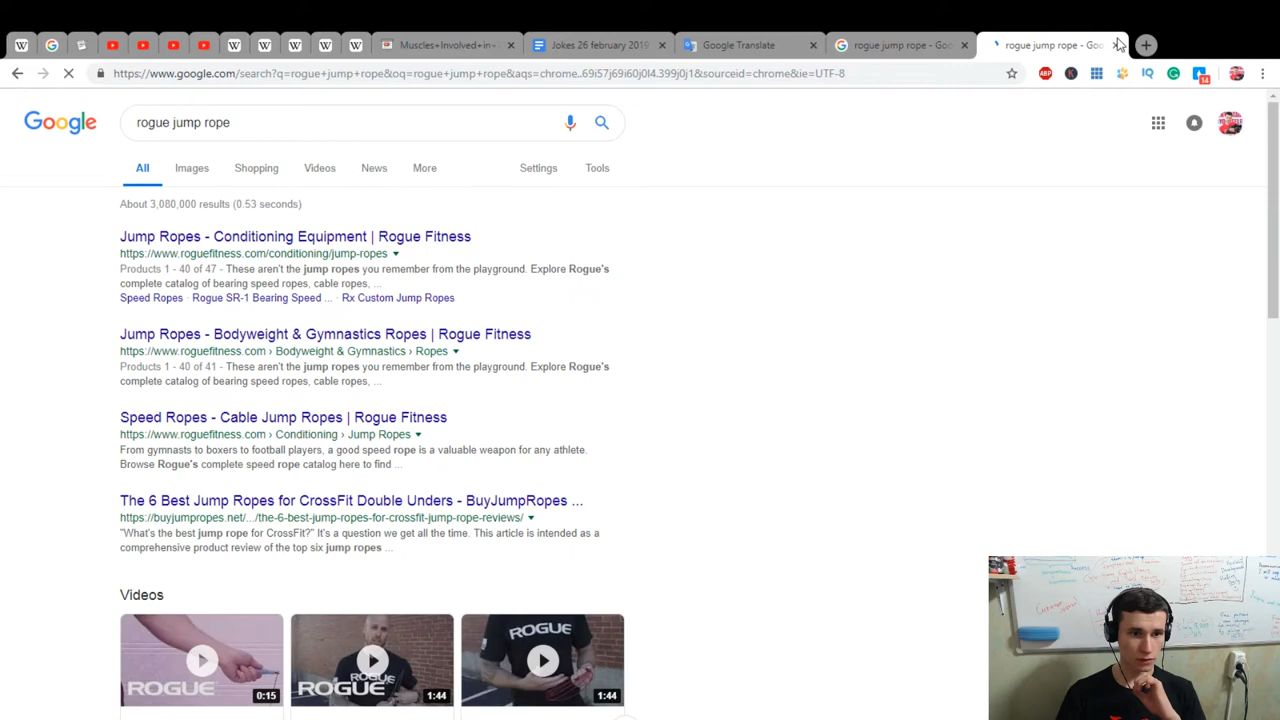 Muscles+Involved+in-
Jokes 26 february 2019
Google Translate
rogue jump rope - Goo
rogue jump rope - Goo
https://www.google.com/search?q=rogue+jump+rope&oq=rogue+jump+rope&aqs=chrome..69i57j69i60j0l4.399j0j1&sourceid=chrome&ie=UTF-8
ABP
K
IQ
G
14
Google
rogue jump rope
All
Images
Shopping
Videos
News
More
Settings
Tools
About 3,080,000 results (0.53 seconds)
Jump Ropes - Conditioning Equipment | Rogue Fitness
https://www.roguefitness.com/conditioning/jump-ropes
Products 1 - 40 of 47 - These aren't the jump ropes you remember from the playground. Explore Rogue's
complete catalog of bearing speed ropes, cable ropes, ...
Speed Ropes · Rogue SR-1 Bearing Speed ... · Rx Custom Jump Ropes
Jump Ropes - Bodyweight & Gymnastics Ropes | Rogue Fitness
https://www.roguefitness.com › Bodyweight & Gymnastics › Ropes
Products 1 - 40 of 41 - These aren't the jump ropes you remember from the playground. Explore Rogue's
complete catalog of bearing speed ropes, cable ropes, ...
Speed Ropes - Cable Jump Ropes | Rogue Fitness
https://www.roguefitness.com › Conditioning › Jump Ropes
From gymnasts to boxers to football players, a good speed rope is a valuable weapon for any athlete.
Browse Rogue's complete speed rope catalog here to find ...
The 6 Best Jump Ropes for CrossFit Double Unders - BuyJumpRopes ...
https://buyjumpropes.net/.../the-6-best-jump-ropes-for-crossfit-jump-rope-reviews/
"What's the best jump rope for CrossFit?" It's a question we get all the time. This article is intended as a
comprehensive product review of the top six jump ropes ...
Videos
ROGUE
0:15
ROGUE
1:44
ROGUE
1:44